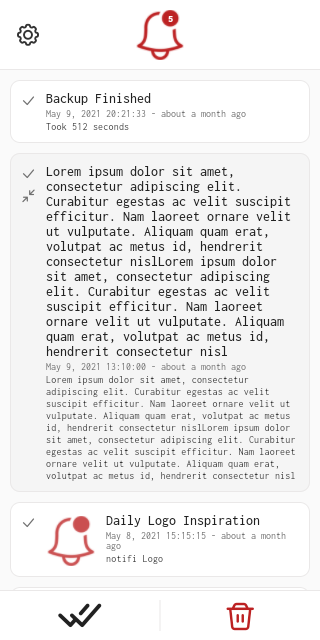 5
Backup Finished
May 9, 2021 20:21:33 - about a month ago
Took 512 seconds
Lorem ipsum dolor sit amet,
consectetur adipiscing elit.
Curabitur egestas ac velit suscipit
efficitur. Nam laoreet ornare velit
ut vulputate. Aliquam quam erat,
volutpat ac metus id, hendrerit
consectetur nislLorem ipsum dolor
sit amet, consectetur adipiscing
elit. Curabitur egestas ac velit
suscipit efficitur. Nam laoreet
ornare velit ut vulputate. Aliquam
quam erat, volutpat ac metus id,
hendrerit consectetur nisl
May 9, 2021 13:10:00 - about a month ago
Lorem ipsum dolor sit amet, consectetur
adipiscing elit. Curabitur egestas ac velit
suscipit efficitur. Nam laoreet ornare velit ut
vulputate. Aliquam quam erat, volutpat ac metus
id, hendrerit consectetur nislLorem ipsum dolor
sit amet, consectetur adipiscing elit. Curabitur
egestas ac velit suscipit efficitur. Nam
laoreet ornare velit ut vulputate. Aliquam quam erat,
volutpat ac metus id, hendrerit consectetur nisl
Daily Logo Inspiration
May 8, 2021 15:15:15 - about a month
ago
notifi Logo